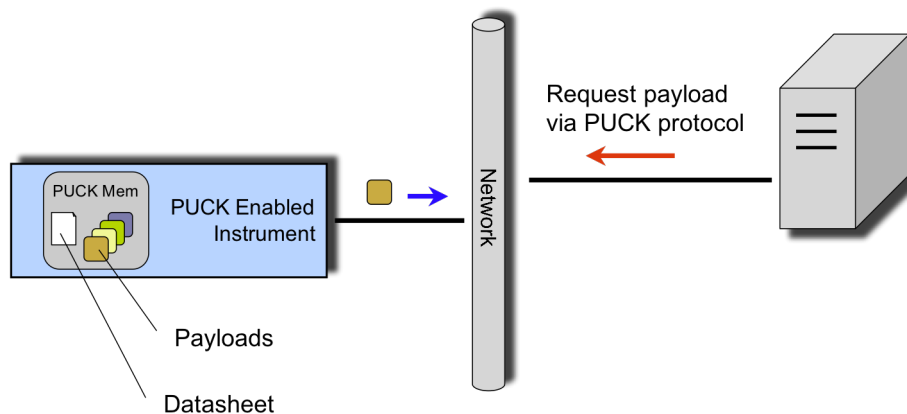 Request payload
via PUCK protocol
PUCK Mem
PUCK Enabled
Instrument
Network
Payloads
Datasheet